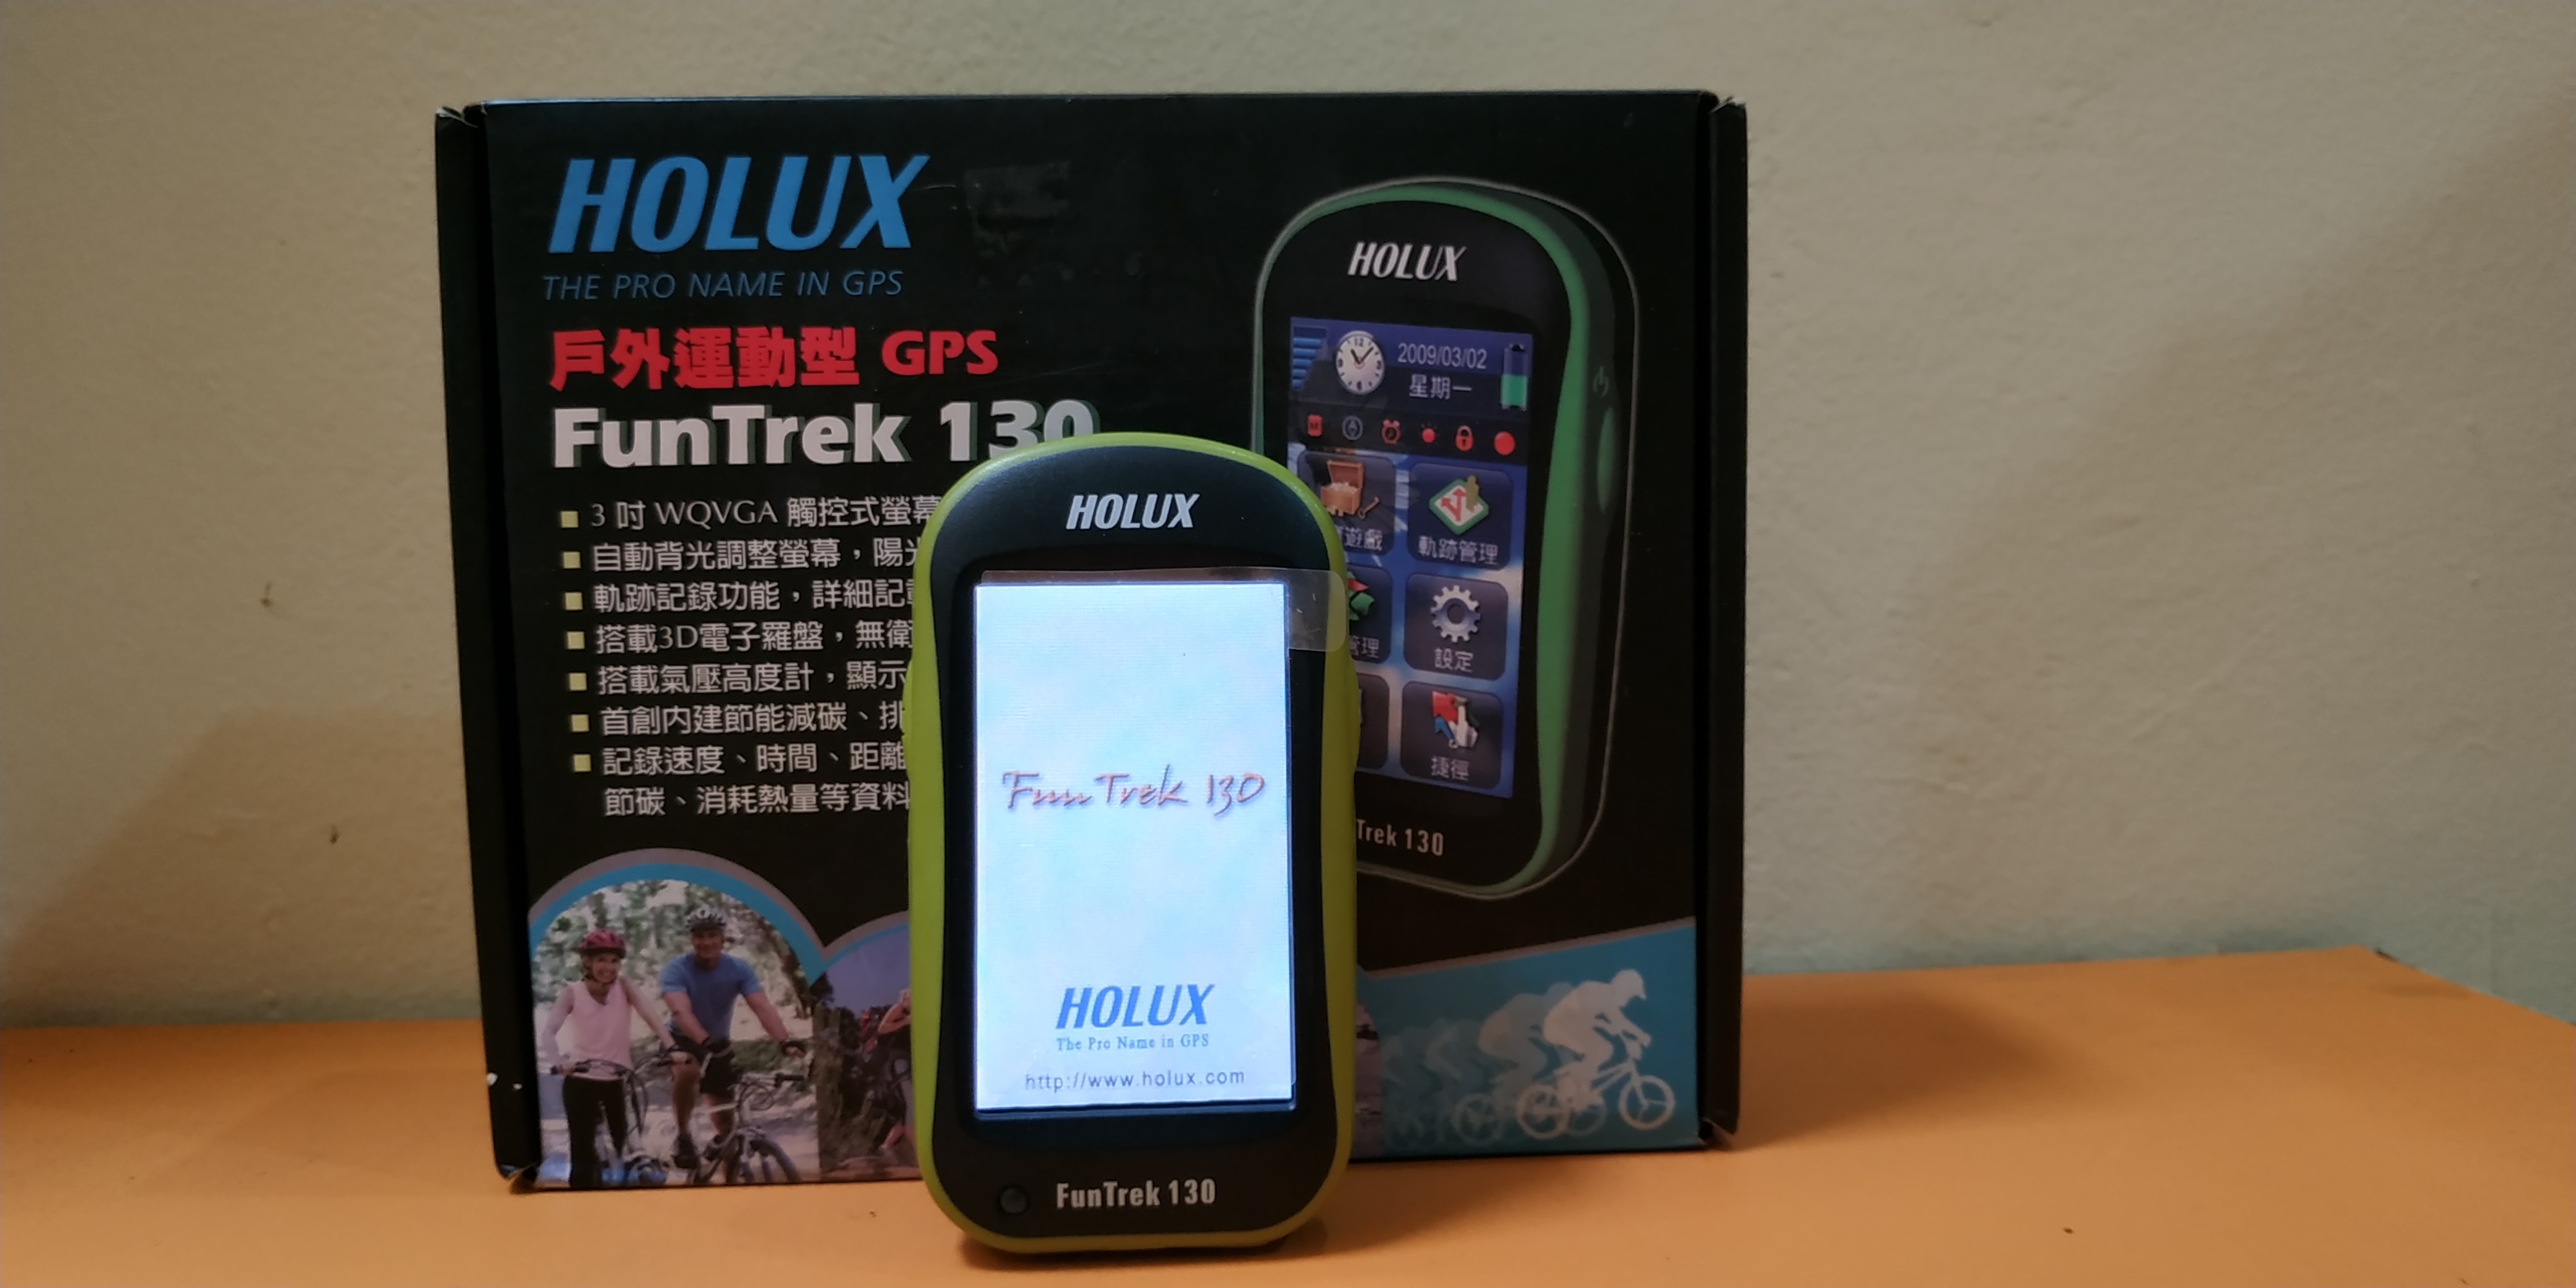 HOLUX
THE PRO NAME IN GPS
戶外運動型 GPS
FunTrek 130
3 吋 WQVGA 觸控式螢幕
自動背光調整螢幕，陽光
軌跡記錄功能，詳細記
搭載3D電子羅盤，無衛
搭載氣壓高度計，顯示
首創內建節能減碳、排
記錄速度、時間、距離
節碳、消耗熱量等資料
HOLUX
2009/03/02
星期一
遊戲
軌跡管理
管理
設定
捷徑
Trek 130
HOLUX
Fun Trek 130
HOLUX
The Pro Name in GPS
http://www.holux.com
FunTrek 130